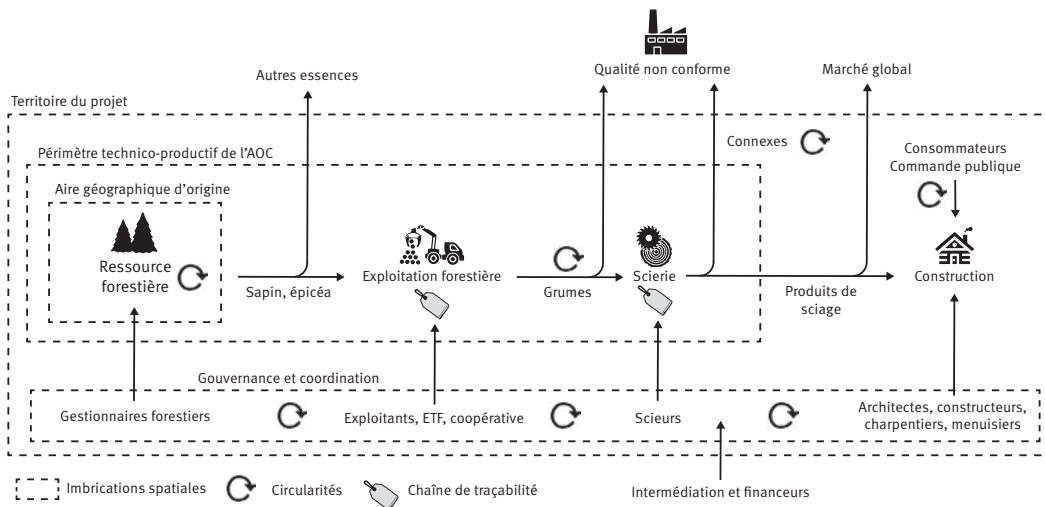 Autres essences
Qualité non conforme
Marché global
Territoire du projet
Périmètre technico-productif de l’AOC
Connexes
Consommateurs
Commande publique
Aire géographique d’origine
Ressource
forestière
Sapin, épicéa
Exploitation forestière
Grumes
Scierie
Produits de
sciage
Construction
Gouvernance et coordination
Gestionnaires forestiers
Exploitants, ETF, coopérative
Scieurs
Architectes, constructeurs,
charpentiers, menuisiers
Imbrications spatiales
Circularités
Chaîne de traçabilité
Intermédiation et financeurs